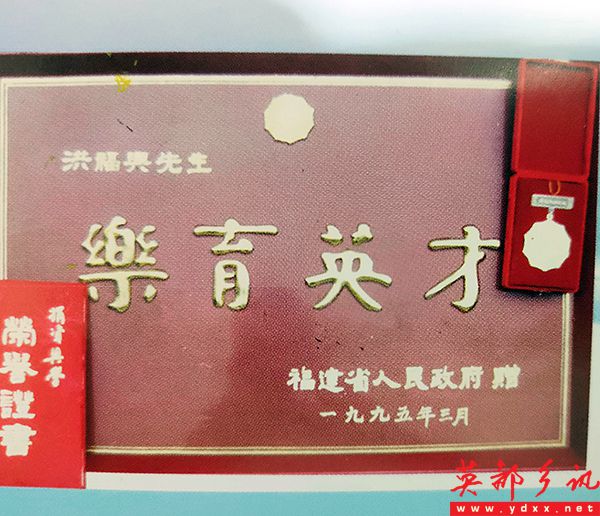 洪福興先生
樂育英才
福建省人民政府 贈
一九九五年三月
捐資興學
榮譽證書
英都乡讯
www.ydxx.net